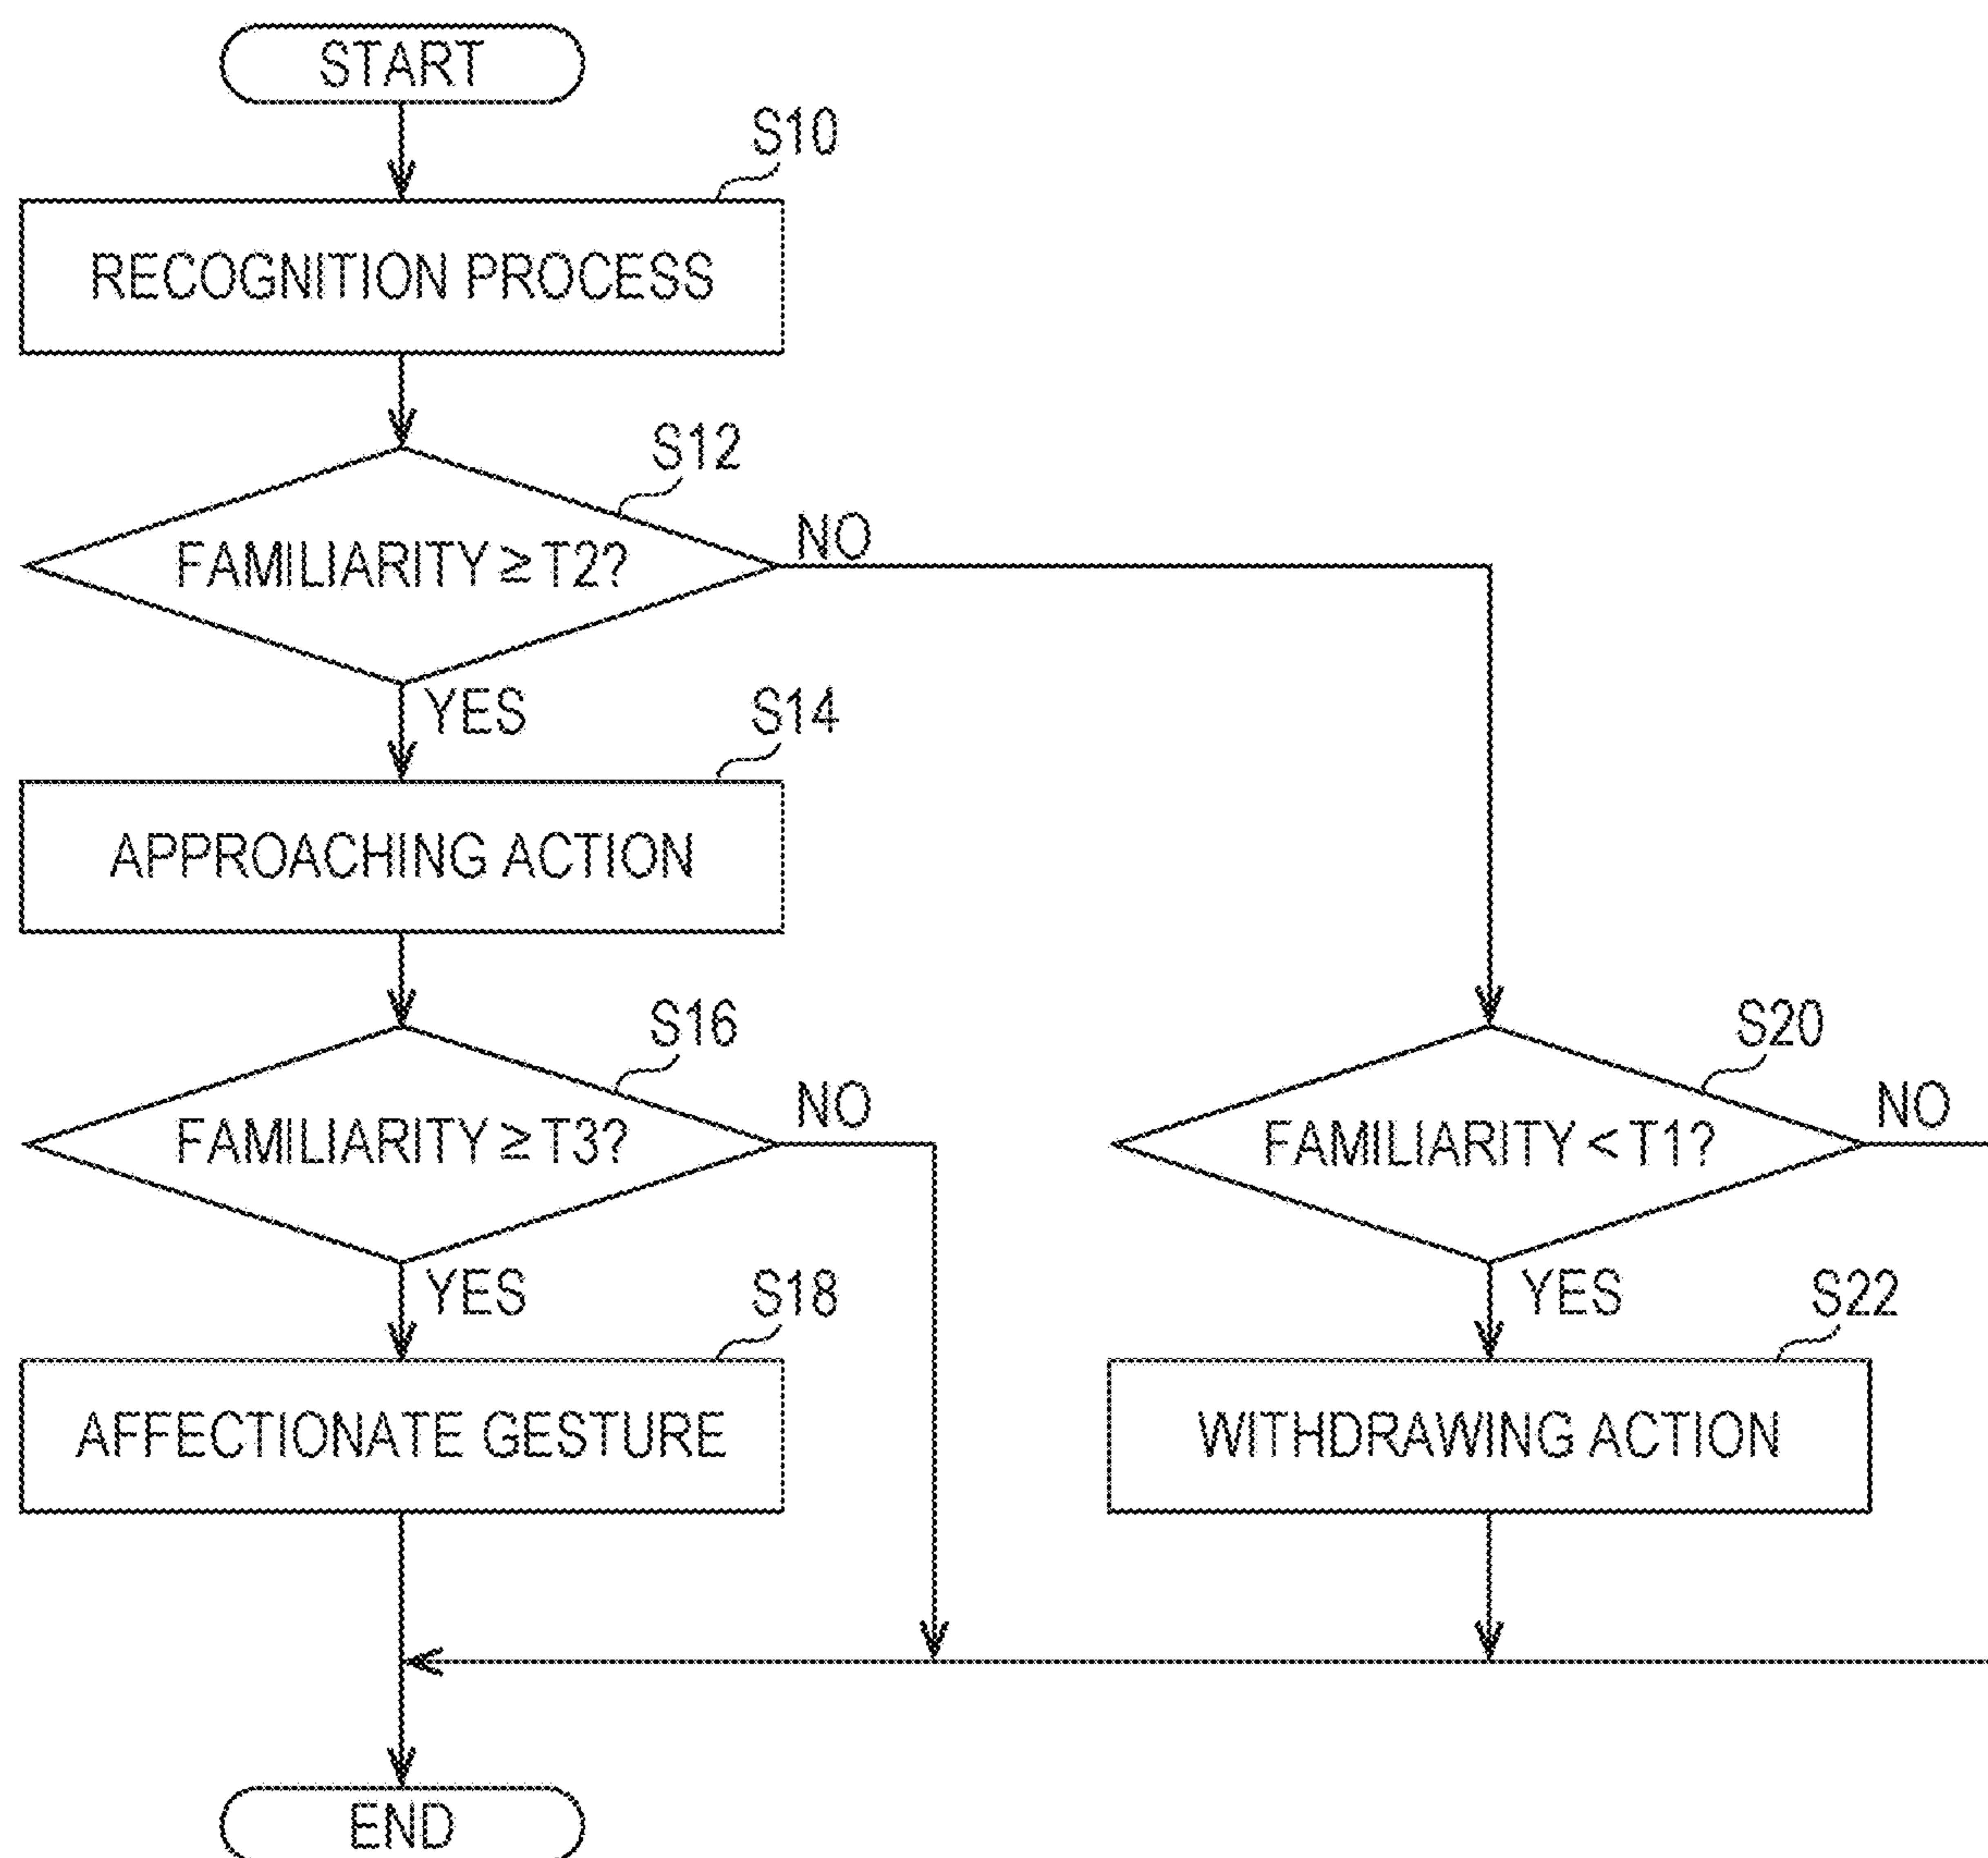 START
S10
RECOGNITION PROCESS
S12
FAMILIARITY ≥ T2?
NO
YES
S14
APPROACHING ACTION
S16
FAMILIARITY ≥ T3?
NO
S20
FAMILIARITY < T1?
NO
YES
S18
AFFECTIONATE GESTURE
YES
S22
WITHDRAWING ACTION
END